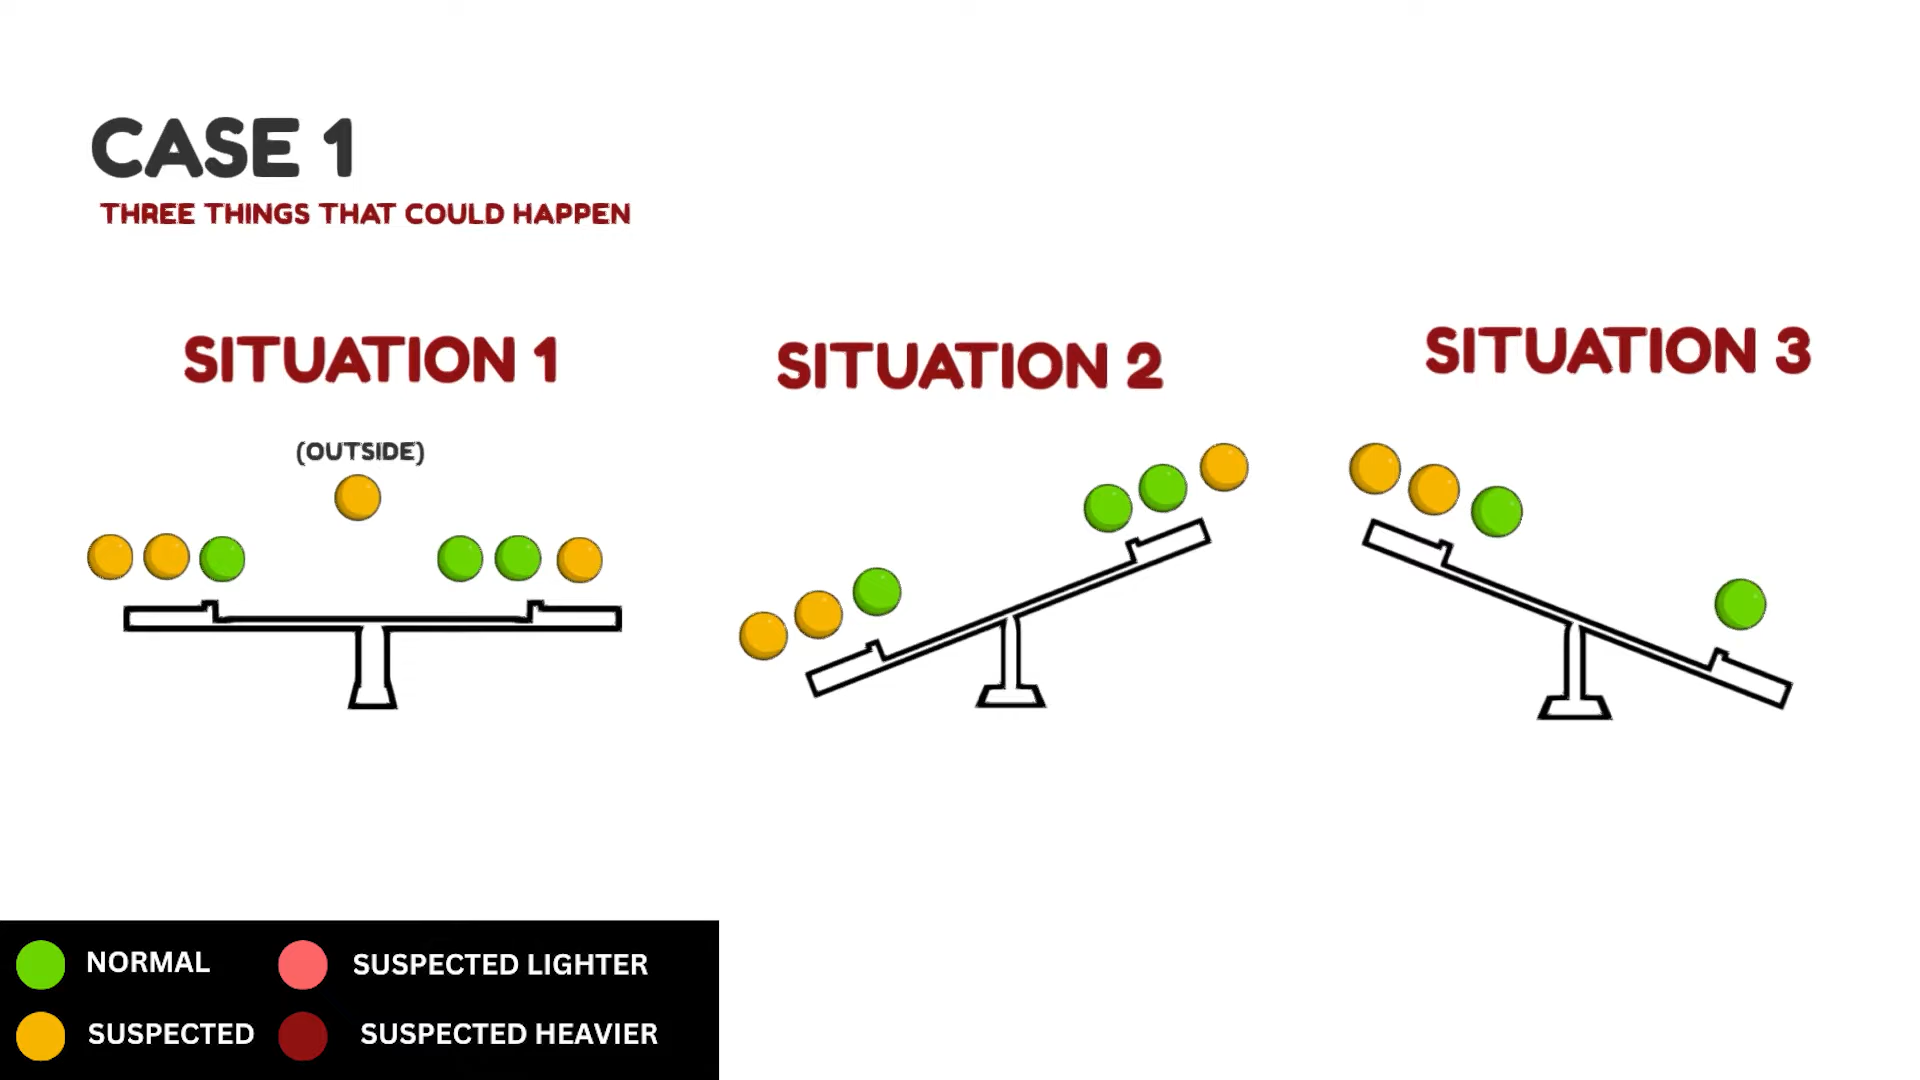 CASE 1
THREE THINGS THAT COULD HAPPEN
SITUATION 1
SITUATION 2
SITUATION 3
(OUTSIDE)
NORMAL
SUSPECTED LIGHTER
SUSPECTED
SUSPECTED HEAVIER